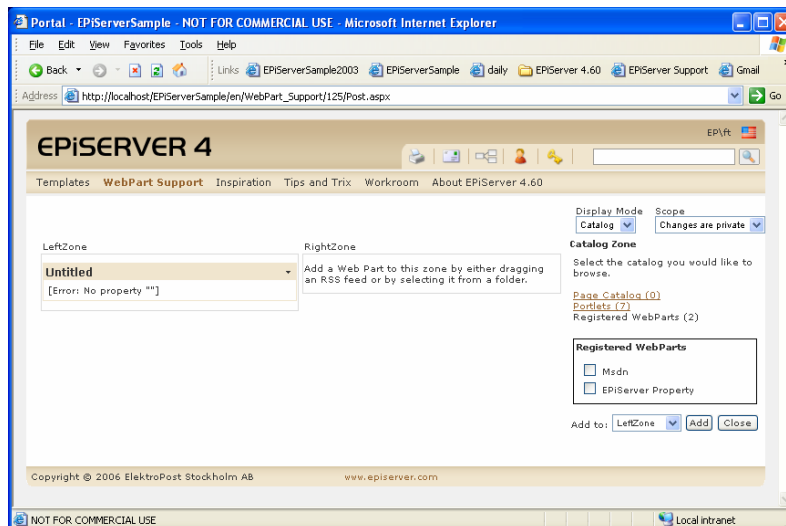 Portal - EPiServerSample - NOT FOR COMMERCIAL USE - Microsoft Internet Explorer
File Edit View Favorites Tools Help
Back Links EPiServerSample2003 EPiServerSample daily EPiServer 4.60 EPiServer Support Gmail
Address http://localhost/EPiServerSample/en/WebPart_Support/125/Post.aspx Go
EP\ft
EPiSERVER 4
Templates WebPart Support Inspiration Tips and Trix Workroom About EPiServer 4.60
Display Mode Scope
Catalog Changes are private
LeftZone RightZone Catalog Zone
Untitled
[Error: No property ""]
Add a Web Part to this zone by either dragging
an RSS feed or by selecting it from a folder.
Select the catalog you would like to
browse.
Page Catalog (0)
Portlets (7)
Registered WebParts (2)
Registered WebParts
Msdn
EPiServer Property
Add to: LeftZone Add Close
Copyright © 2006 ElektroPost Stockholm AB www.episerver.com
NOT FOR COMMERCIAL USE Local intranet